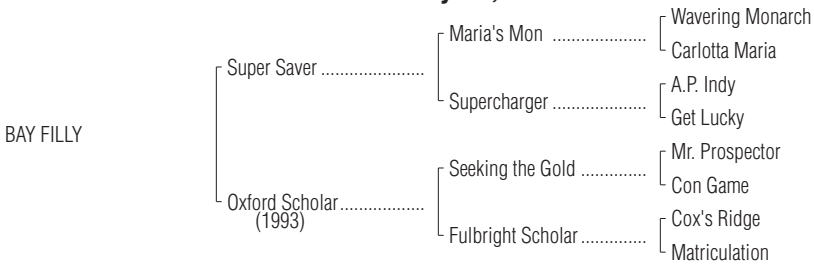 Wavering Monarch
Maria's Mon ....................
Carlotta Maria
Super Saver ......................
A.P. Indy
Supercharger ....................
Get Lucky
BAY FILLY
Mr. Prospector
Seeking the Gold ..............
Con Game
Oxford Scholar..................
(1993)
Cox's Ridge
Fulbright Scholar..............
Matriculation